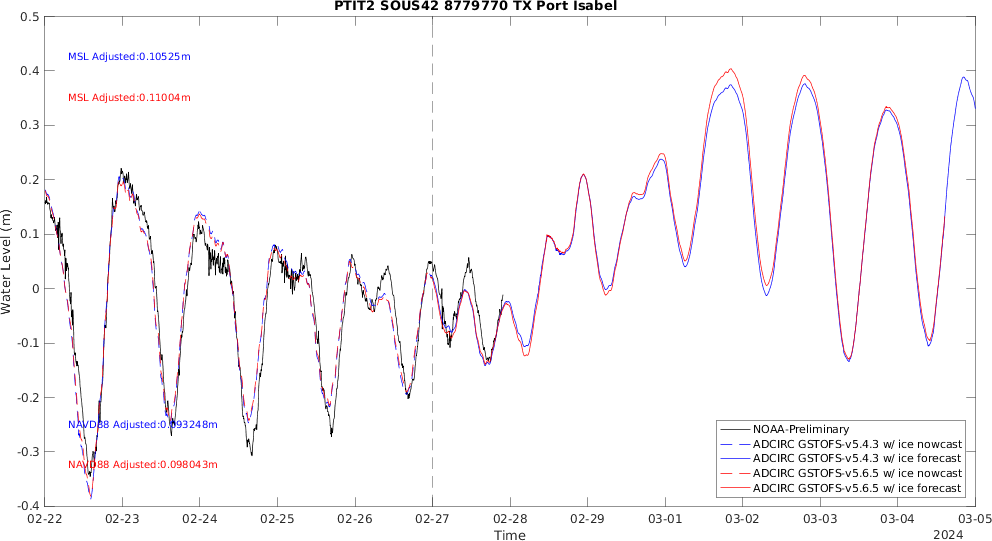 PTIT2 SOUS42 8779770 TX Port Isabel
0.5
0.4
0.3
0.2
0.1
0
-0.1
-0.2
-0.3
-0.4
Water Level (m)
MSL Adjusted:0.10525m
MSL Adjusted:0.11004m
NAVD88 Adjusted:0.093248m
NAVD88 Adjusted:0.098043m
NOAA-Preliminary
ADCIRC GSTOFS-v5.4.3 w/ ice nowcast
ADCIRC GSTOFS-v5.4.3 w/ ice forecast
ADCIRC GSTOFS-v5.6.5 w/ ice nowcast
ADCIRC GSTOFS-v5.6.5 w/ ice forecast
02-22 02-23 02-24 02-25 02-26 02-27 02-28 02-29 03-01 03-02 03-03 03-04 03-05
Time
2024